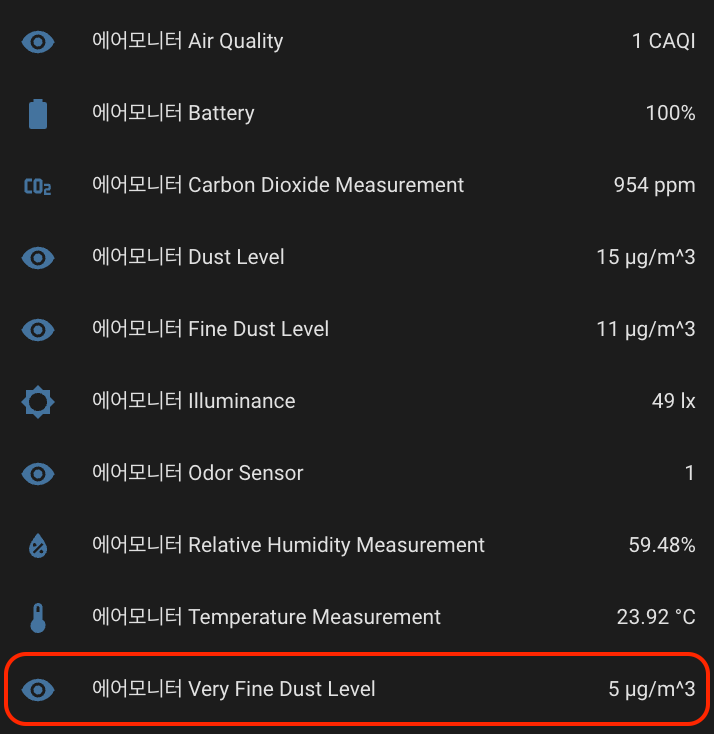 에어모니터 Air Quality 1 CAQI
에어모니터 Battery 100%
CO2 에어모니터 Carbon Dioxide Measurement 954 ppm
에어모니터 Dust Level 15 µg/m^3
에어모니터 Fine Dust Level 11 µg/m^3
에어모니터 Illuminance 49 lx
에어모니터 Odor Sensor 1
에어모니터 Relative Humidity Measurement 59.48%
에어모니터 Temperature Measurement 23.92 °C
에어모니터 Very Fine Dust Level 5 µg/m^3